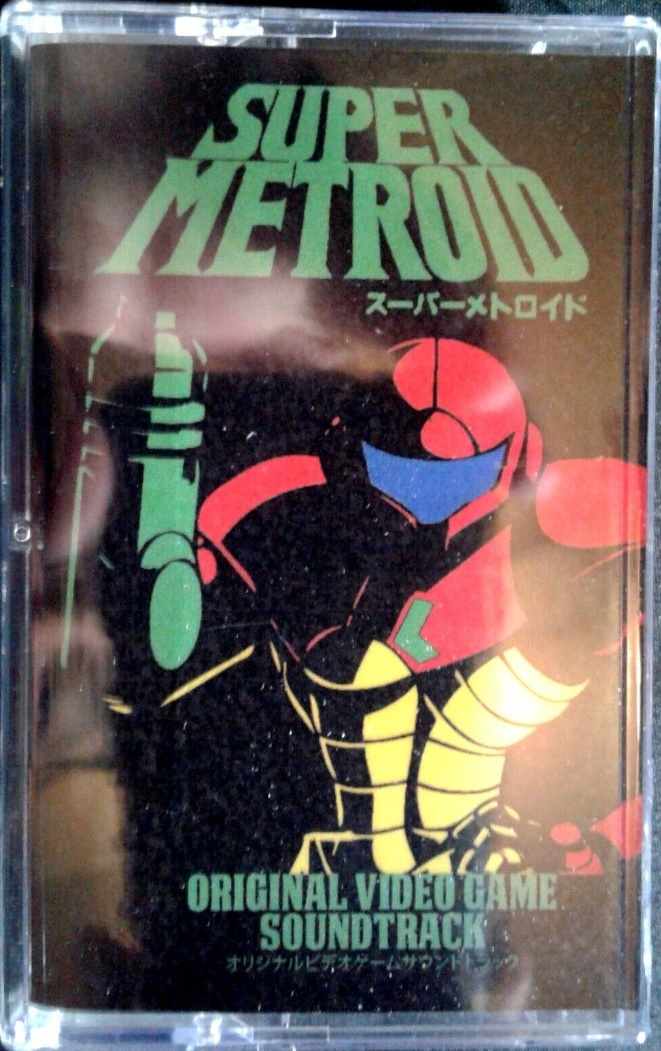 SUPER
METROID
スーパーメトロイド
ORIGINAL VIDEO GAME
SOUNDTRACK
オリジナルビデオゲームサウンドトラック